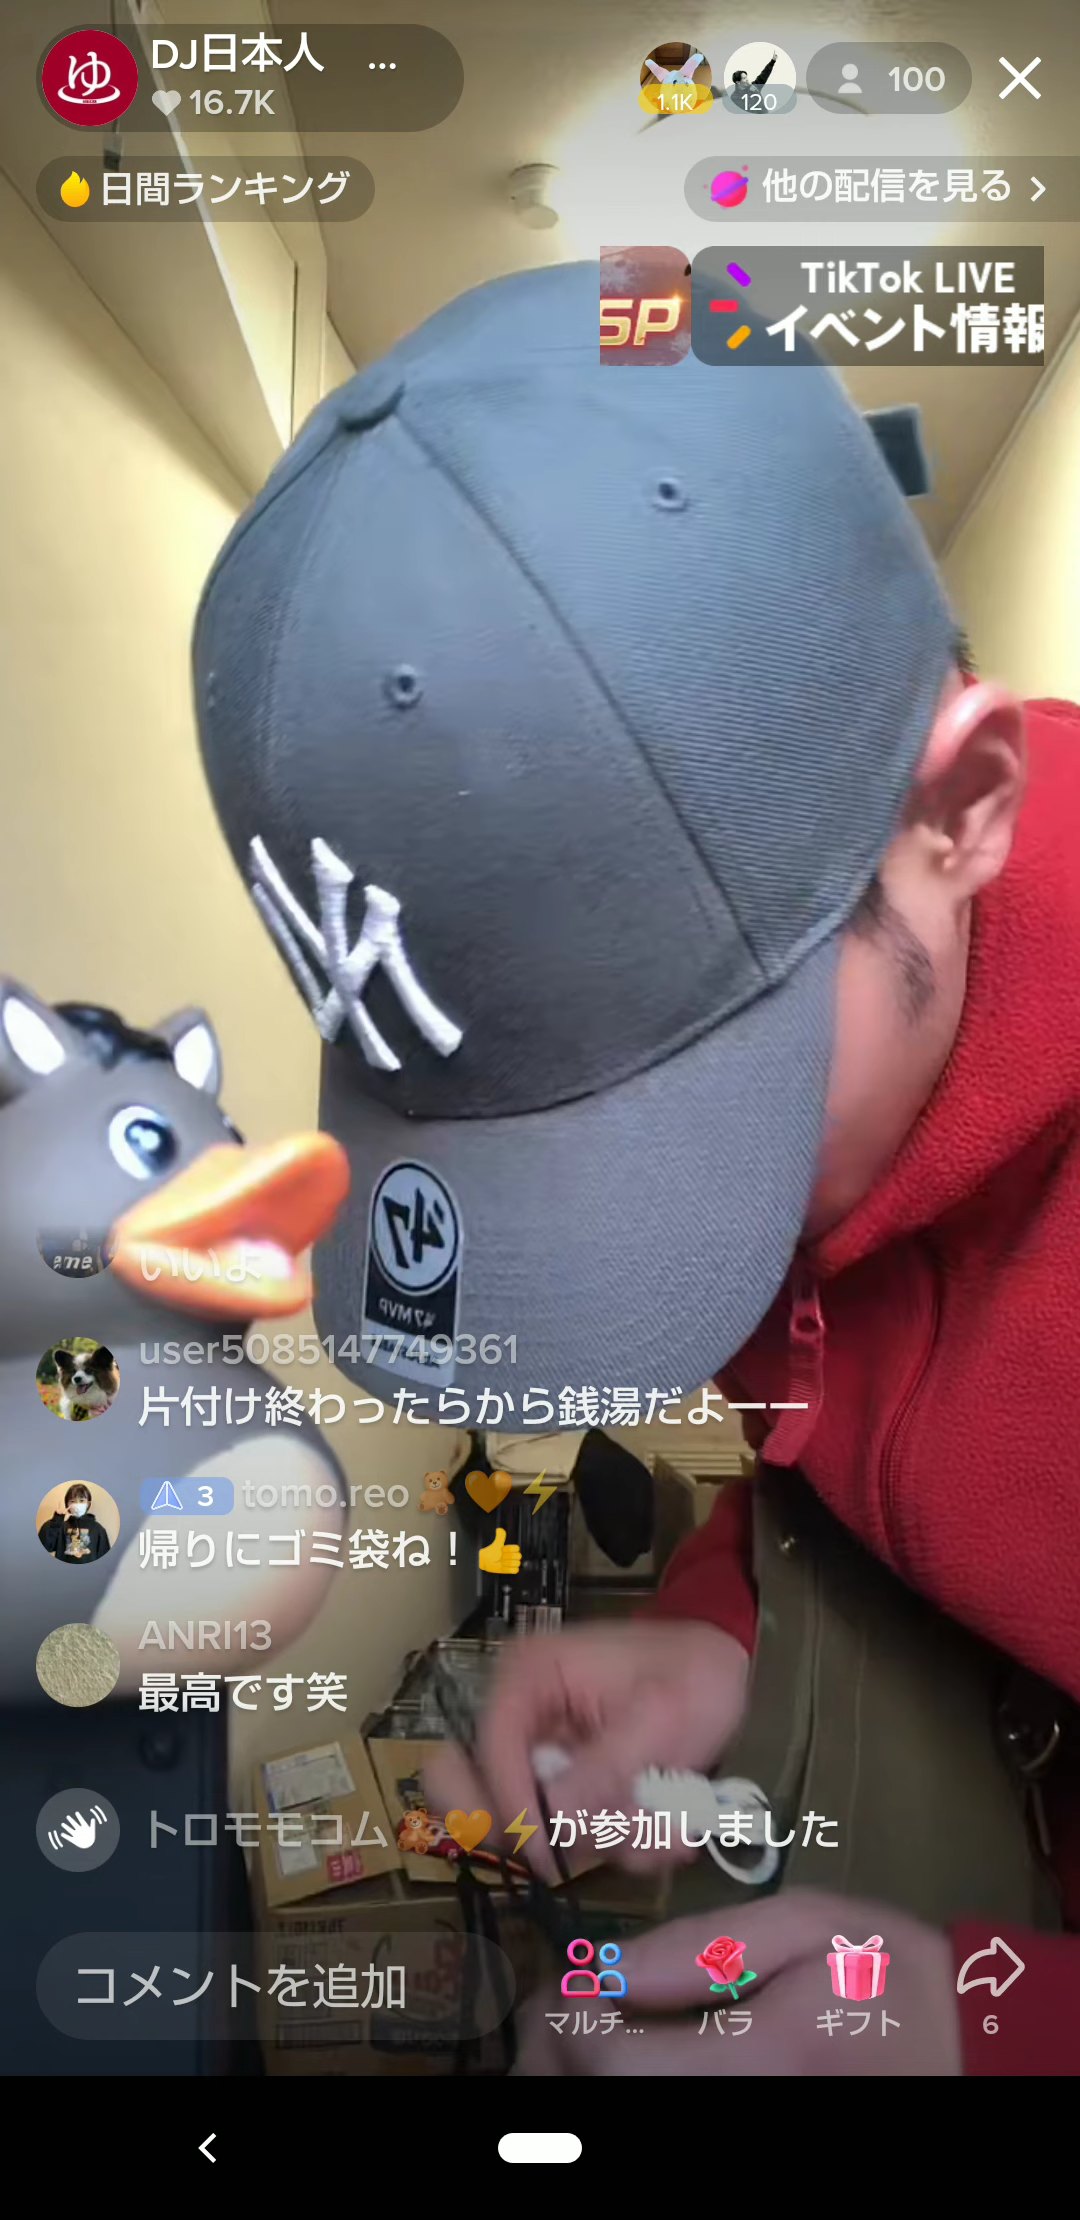 ゆ
DJ日本人 ...
16.7K
1.1K
120
100
日間ランキング
他の配信を見る
SP
TikTok LIVE
イベント情報
NY
'47
'47 MVP
eme
いいよ
user5085147749361
片付け終わったらから銭湯だよーー
3 tomo.reo🧸🧡⚡
帰りにゴミ袋ね！👍
ANRI13
最高です笑
トロモモコム🧸🧡⚡が参加しました
コメントを追加
マルチ...
バラ
ギフト
6